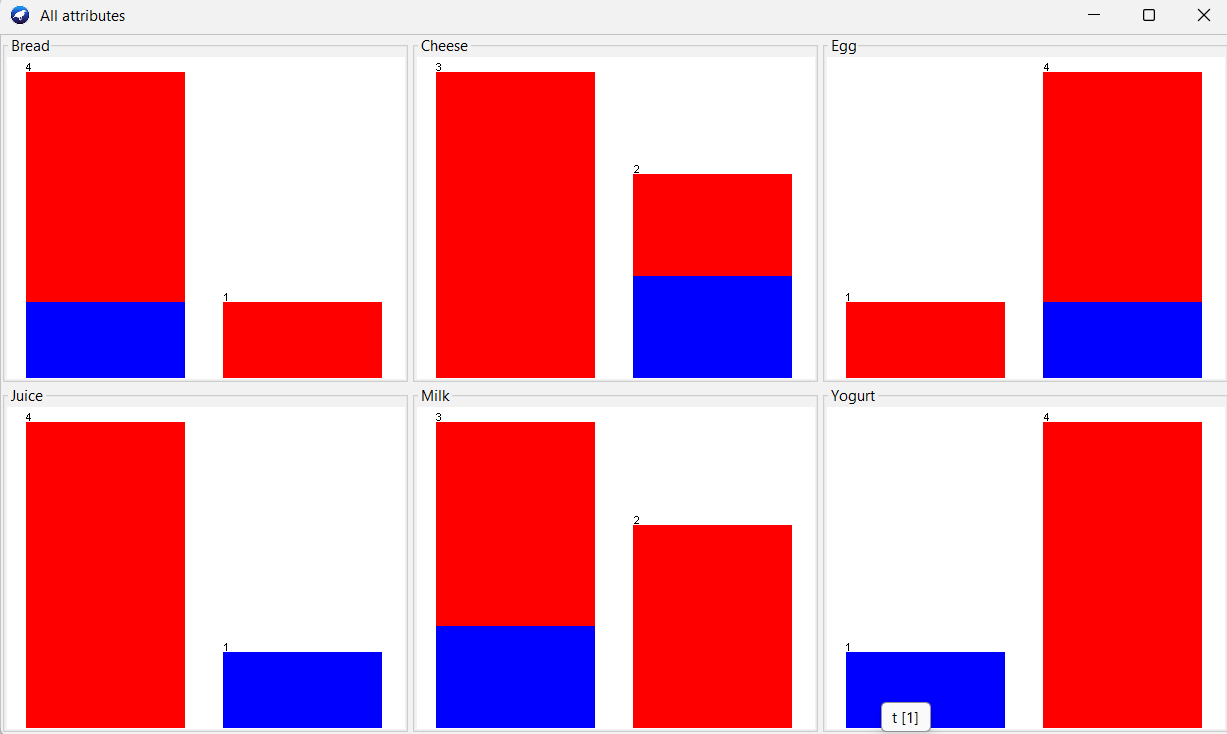 All attributes
Bread
Cheese
Egg
4
1
3
2
1
4
Juice
Milk
Yogurt
4
1
3
2
1
4
t [1]